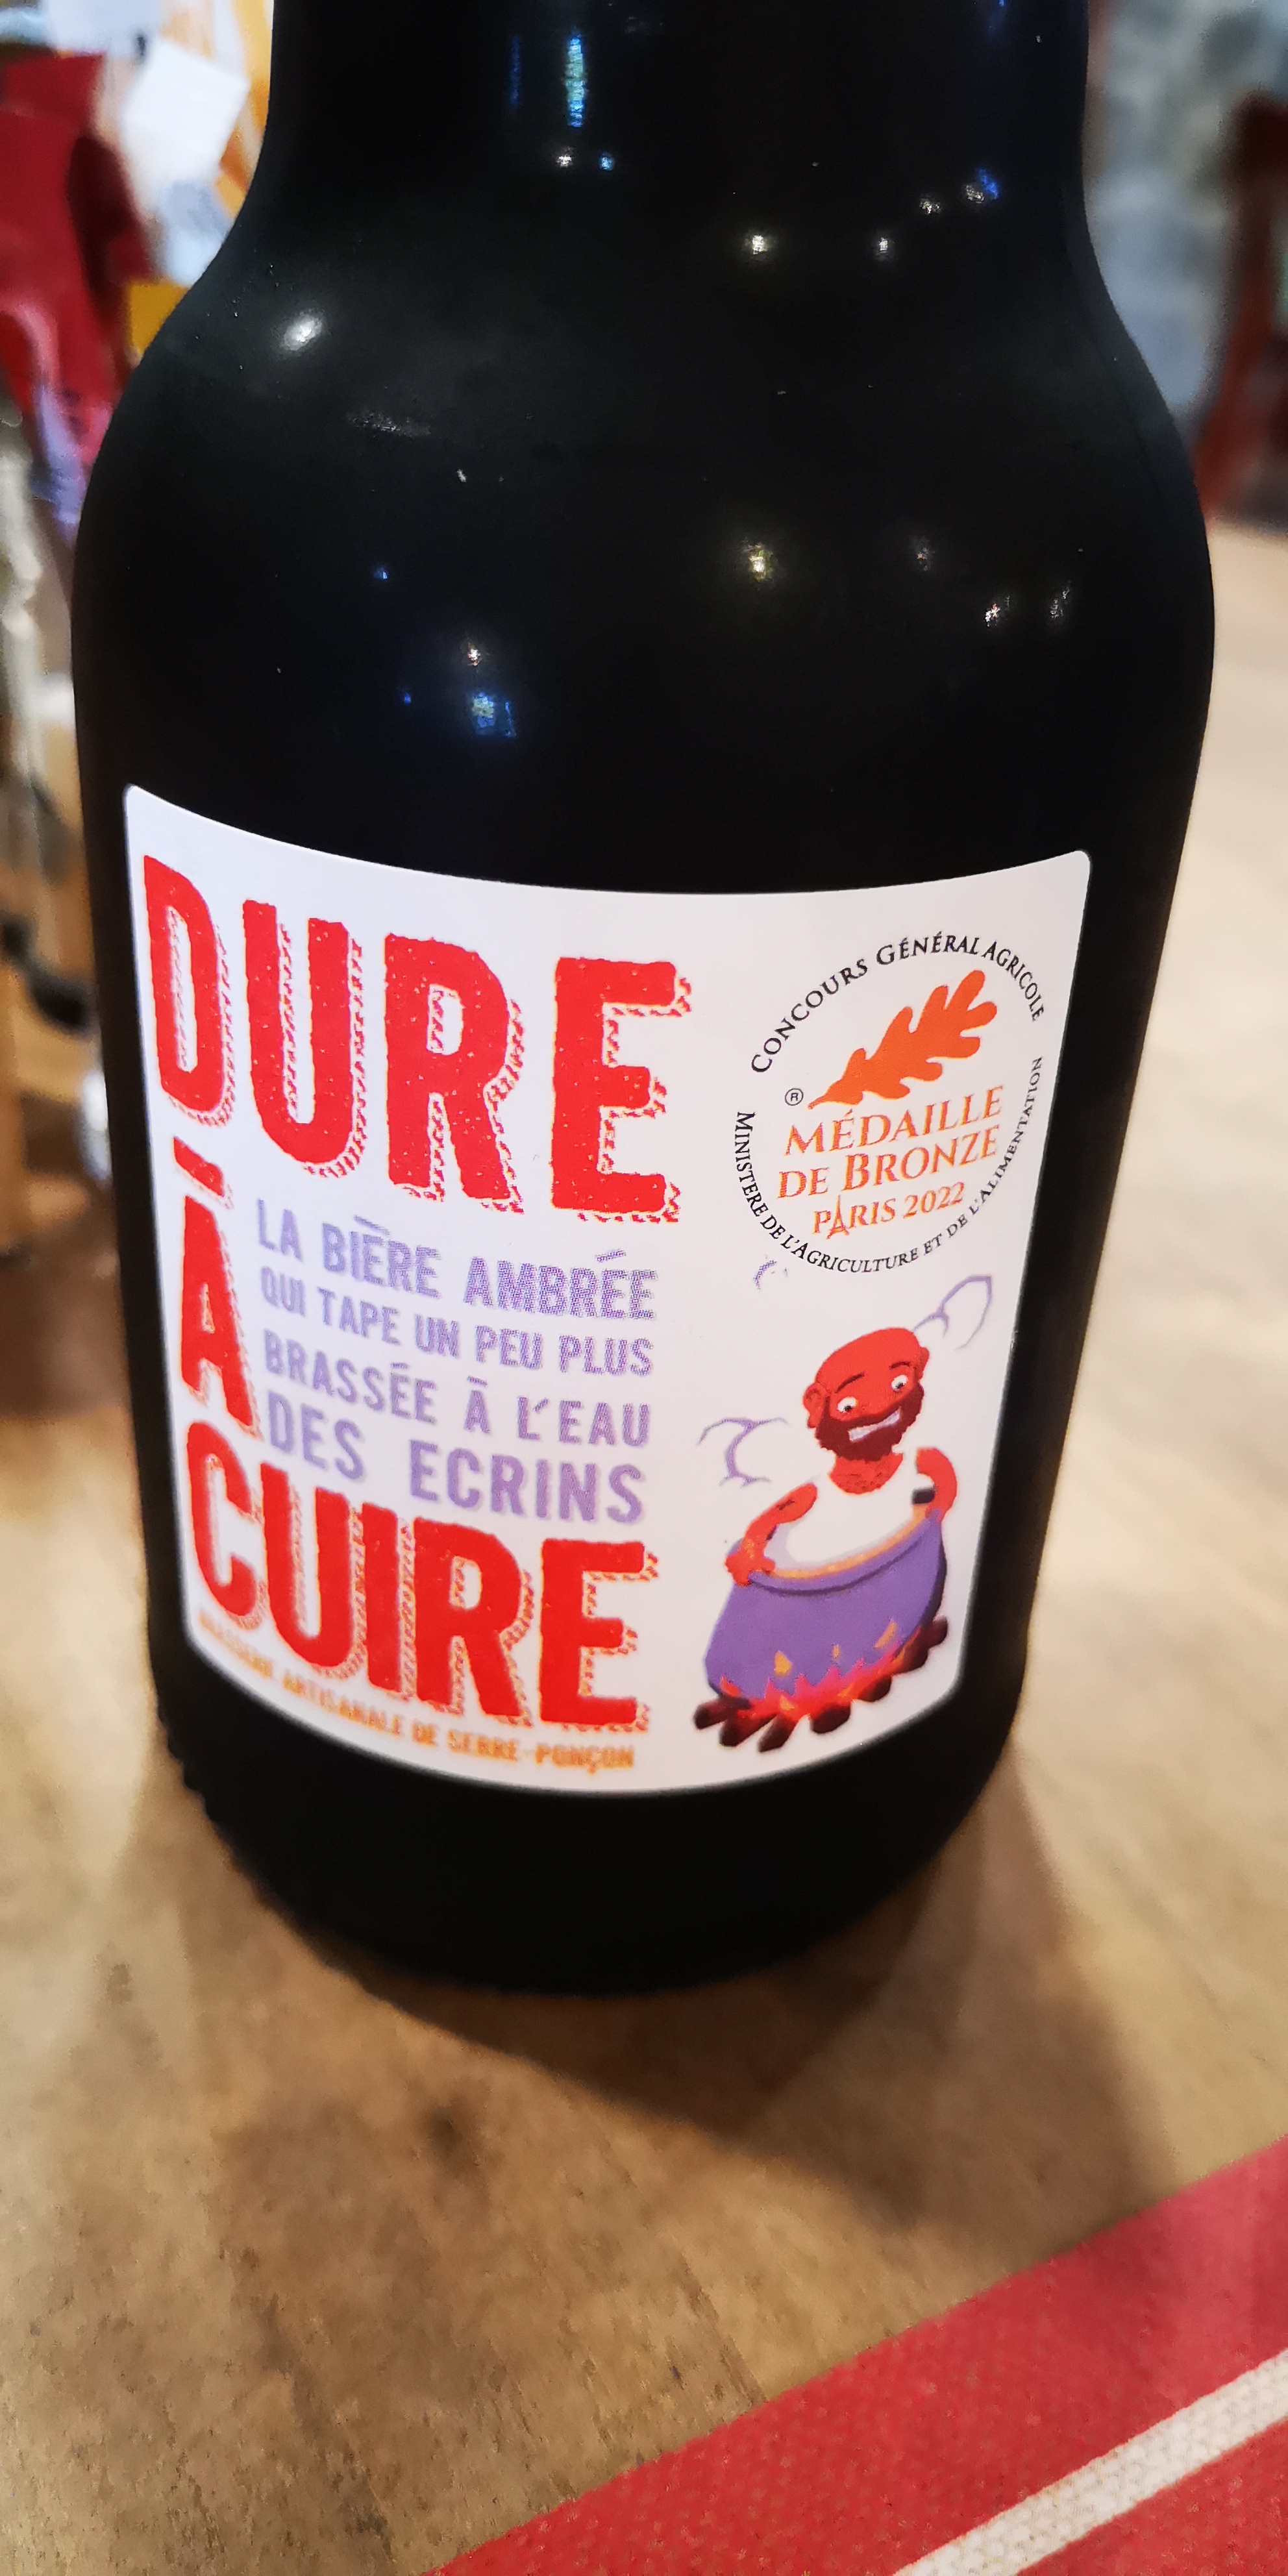 DURE
À
LA BIÈRE AMBRÉE
QUI TAPE UN PEU PLUS
BRASSÉE À L'EAU
DES ECRINS
CUIRE
BRASSERIE ARTISANALE DE SERRE-PONÇON
CONCOURS GÉNÉRAL AGRICOLE
®
MÉDAILLE
DE BRONZE
PARIS 2022
MINISTERE DE L'AGRICULTURE ET DE L'ALIMENTATION